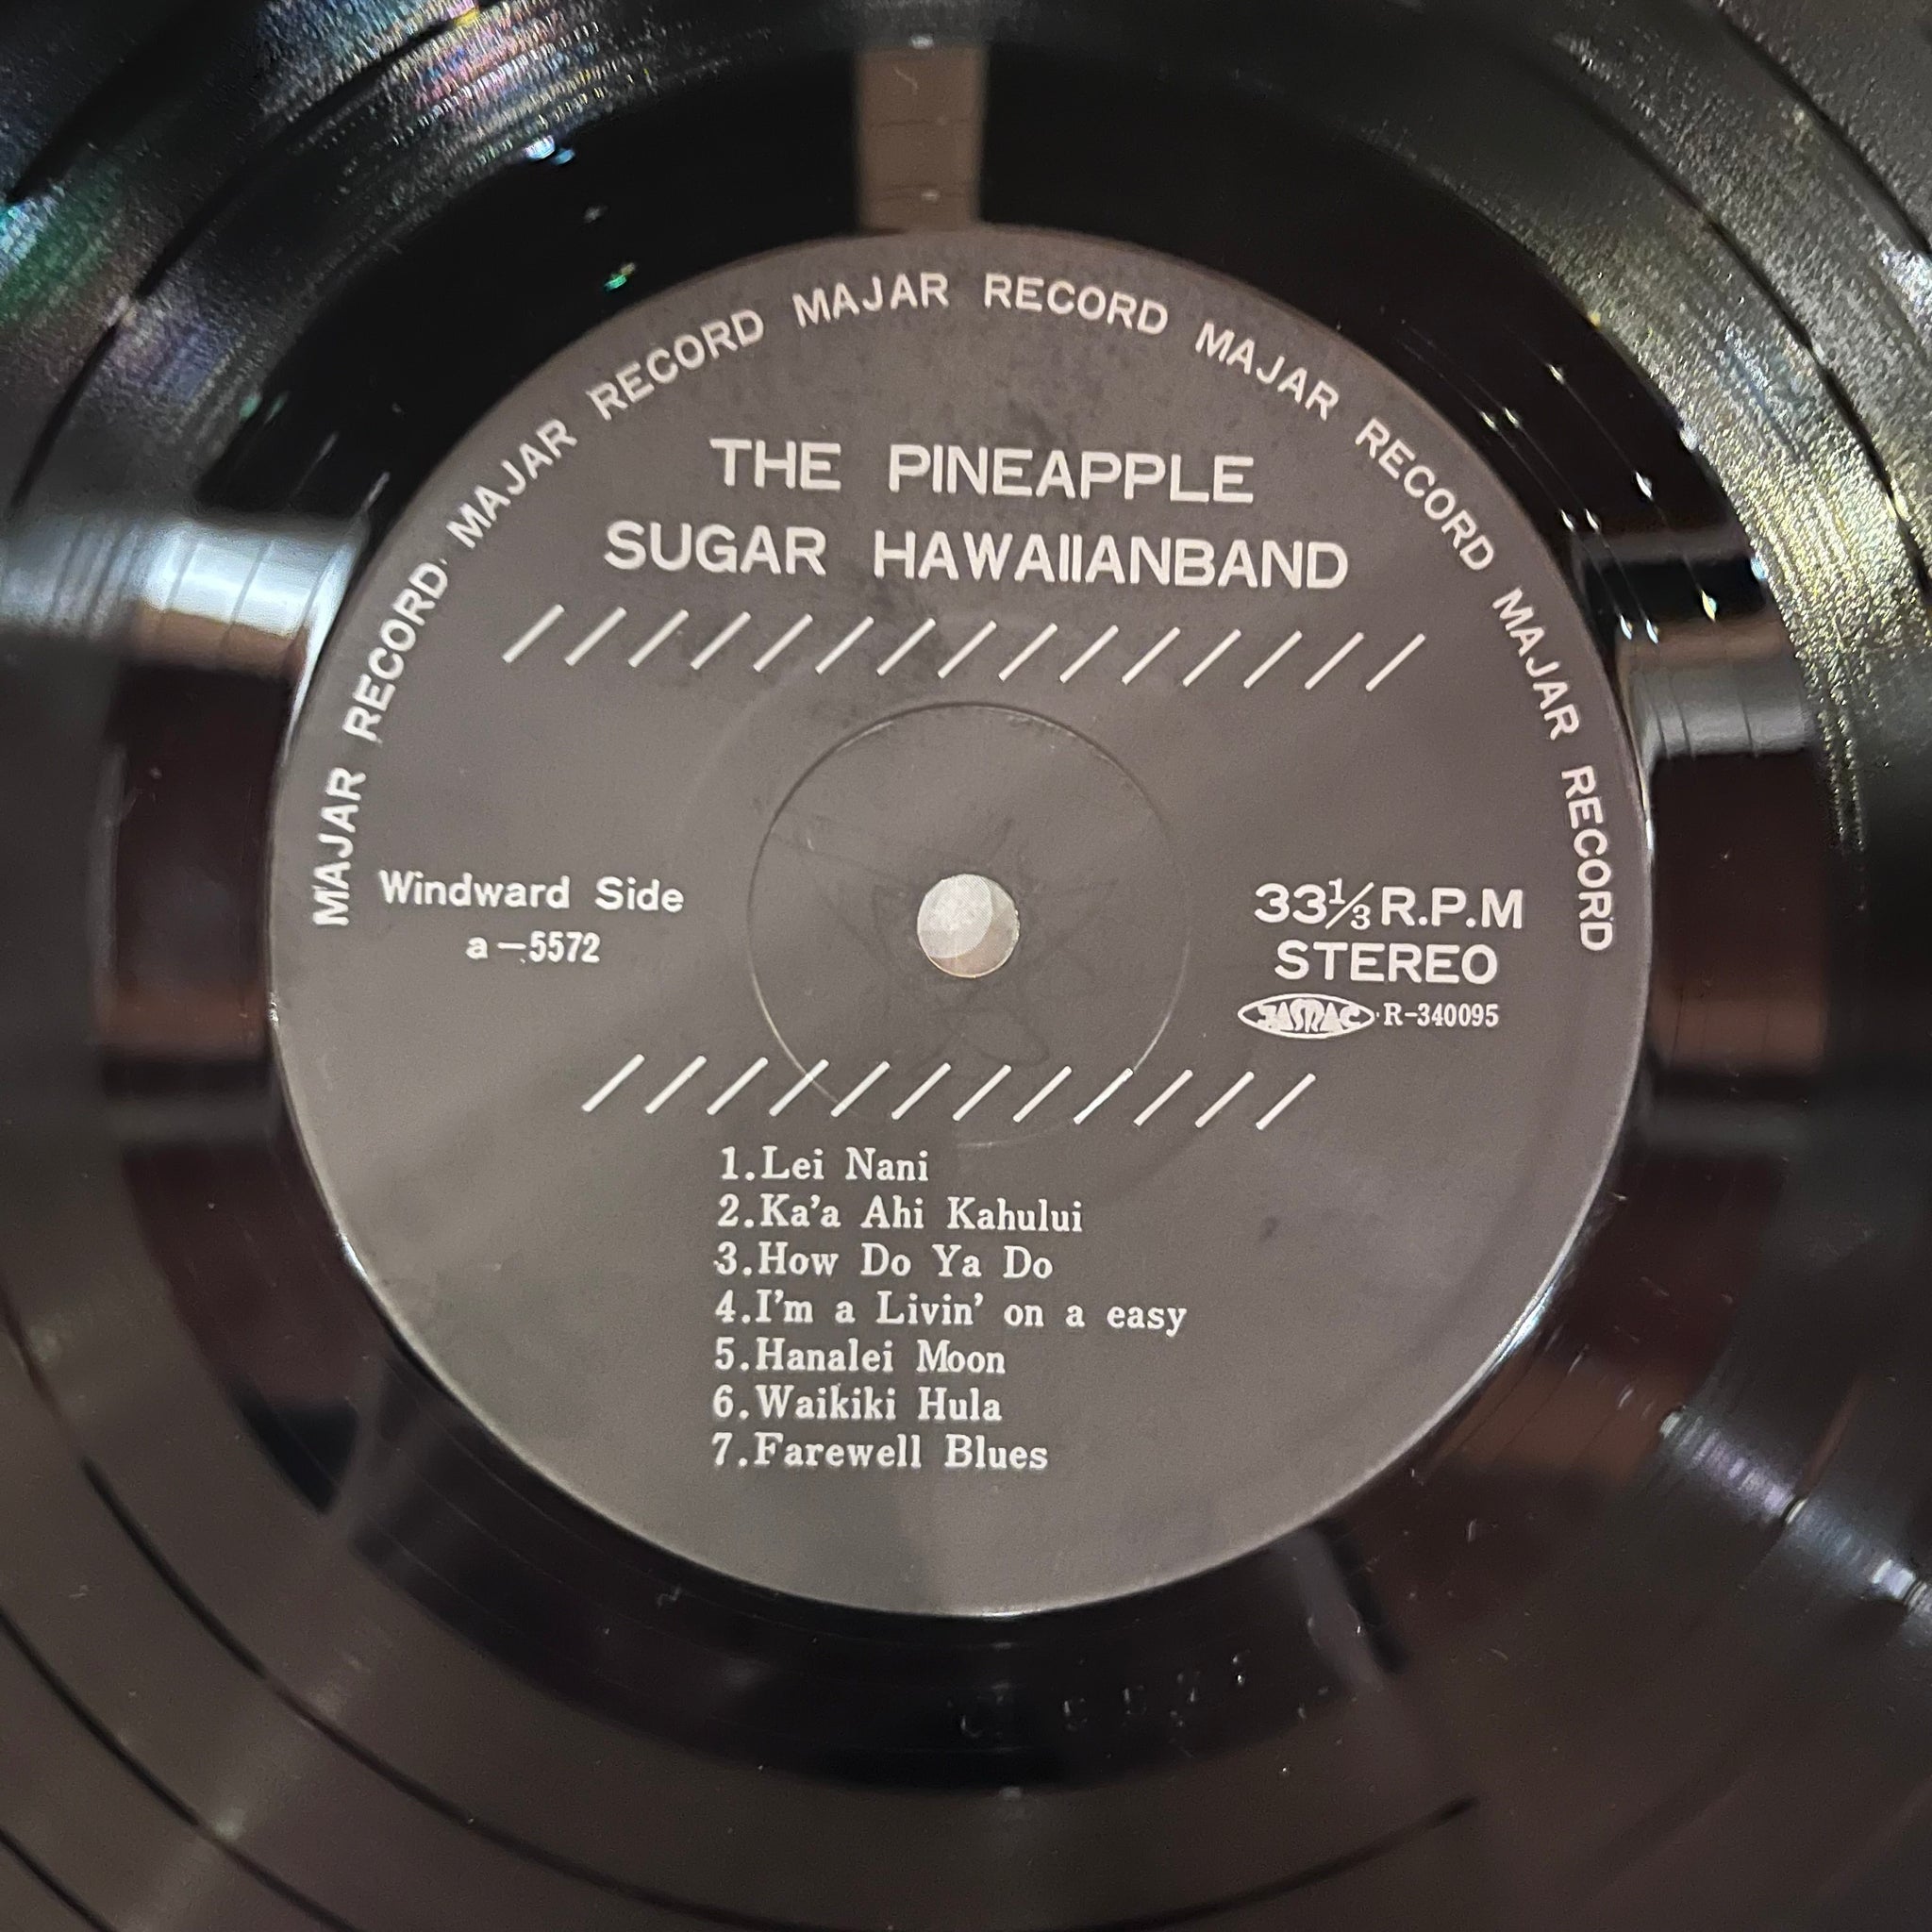 MAJAR RECORD MAJAR RECORD MAJAR RECORD MAJAR RECORD MAJAR RECORD
THE PINEAPPLE
SUGAR HAWAIIANBAND
Windward Side
a-5572
33⅓ R.P.M
STEREO
JASRAC R-340095
1.Lei Nani
2.Ka'a Ahi Kahului
3.How Do Ya Do
4.I'm a Livin' on a easy
5.Hanalei Moon
6.Waikiki Hula
7.Farewell Blues